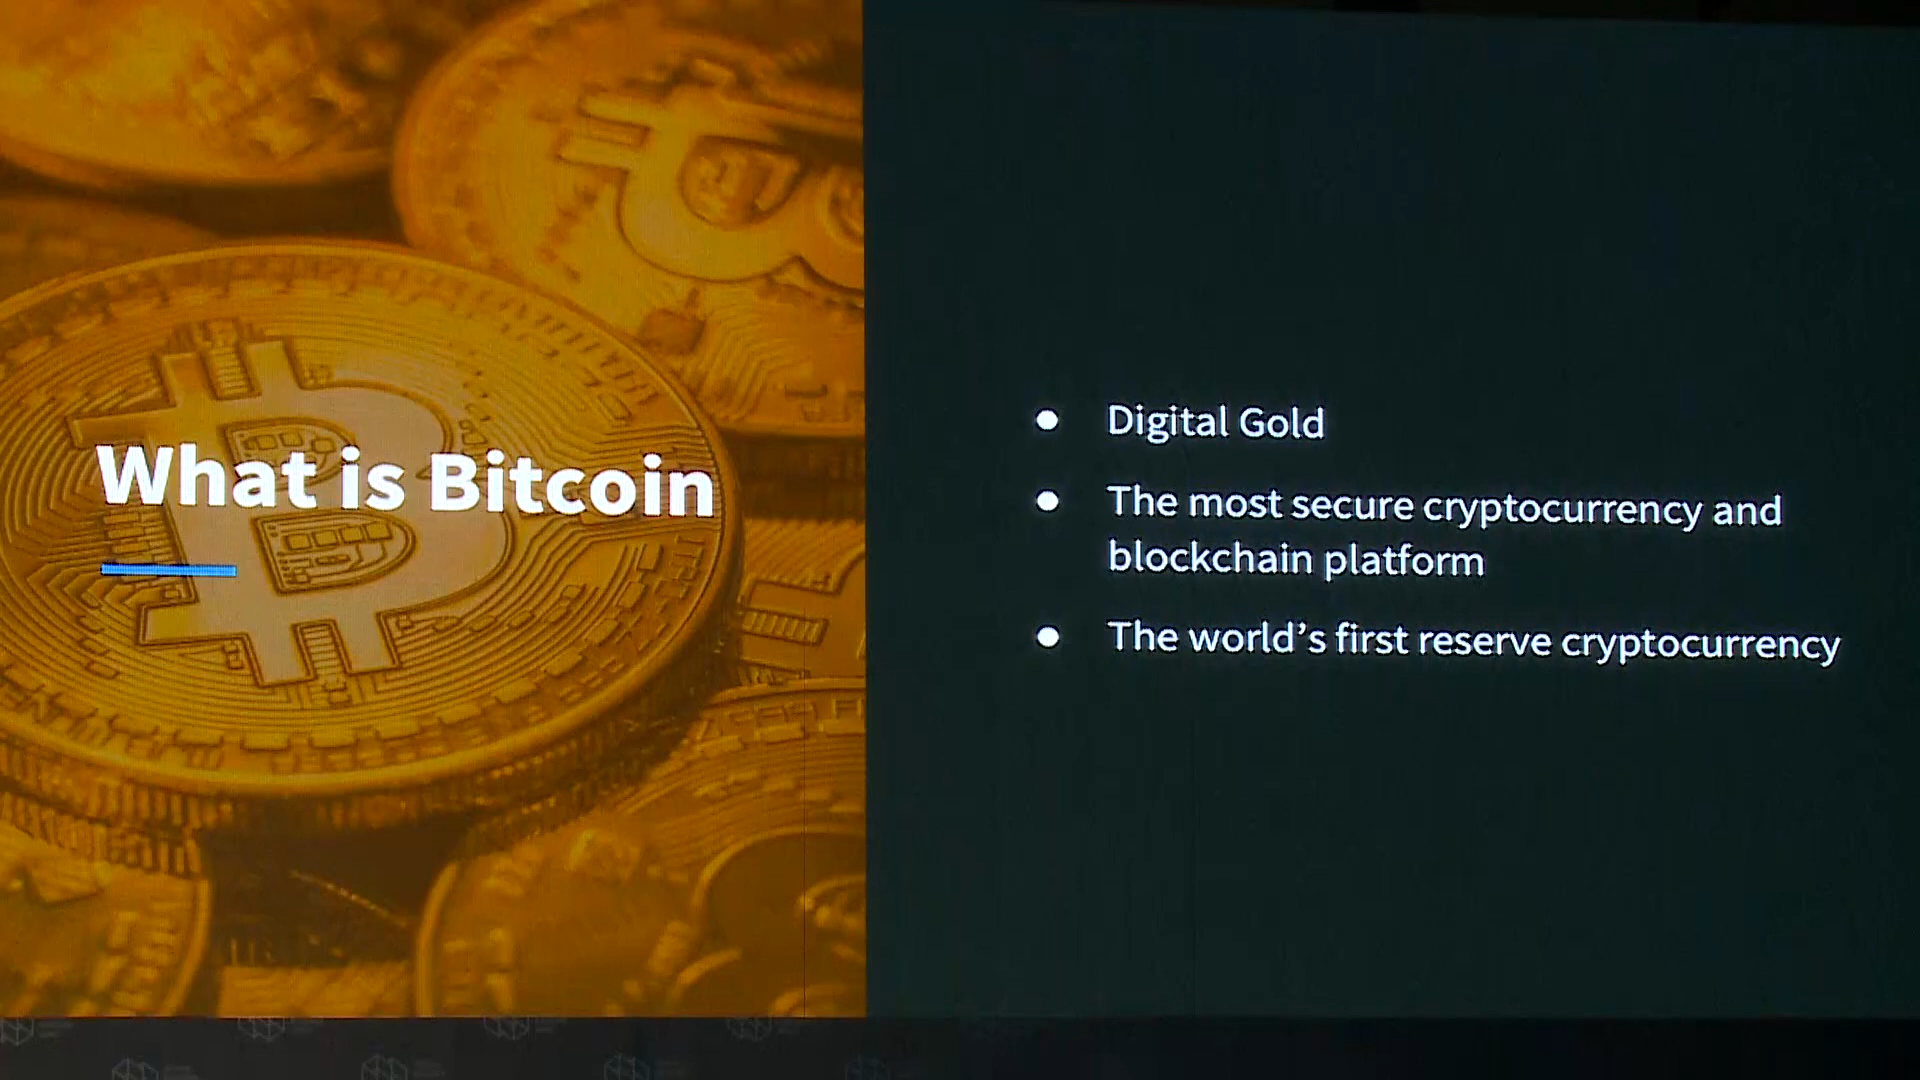 What is Bitcoin
● Digital Gold
● The most secure cryptocurrency and
blockchain platform
● The world’s first reserve cryptocurrency